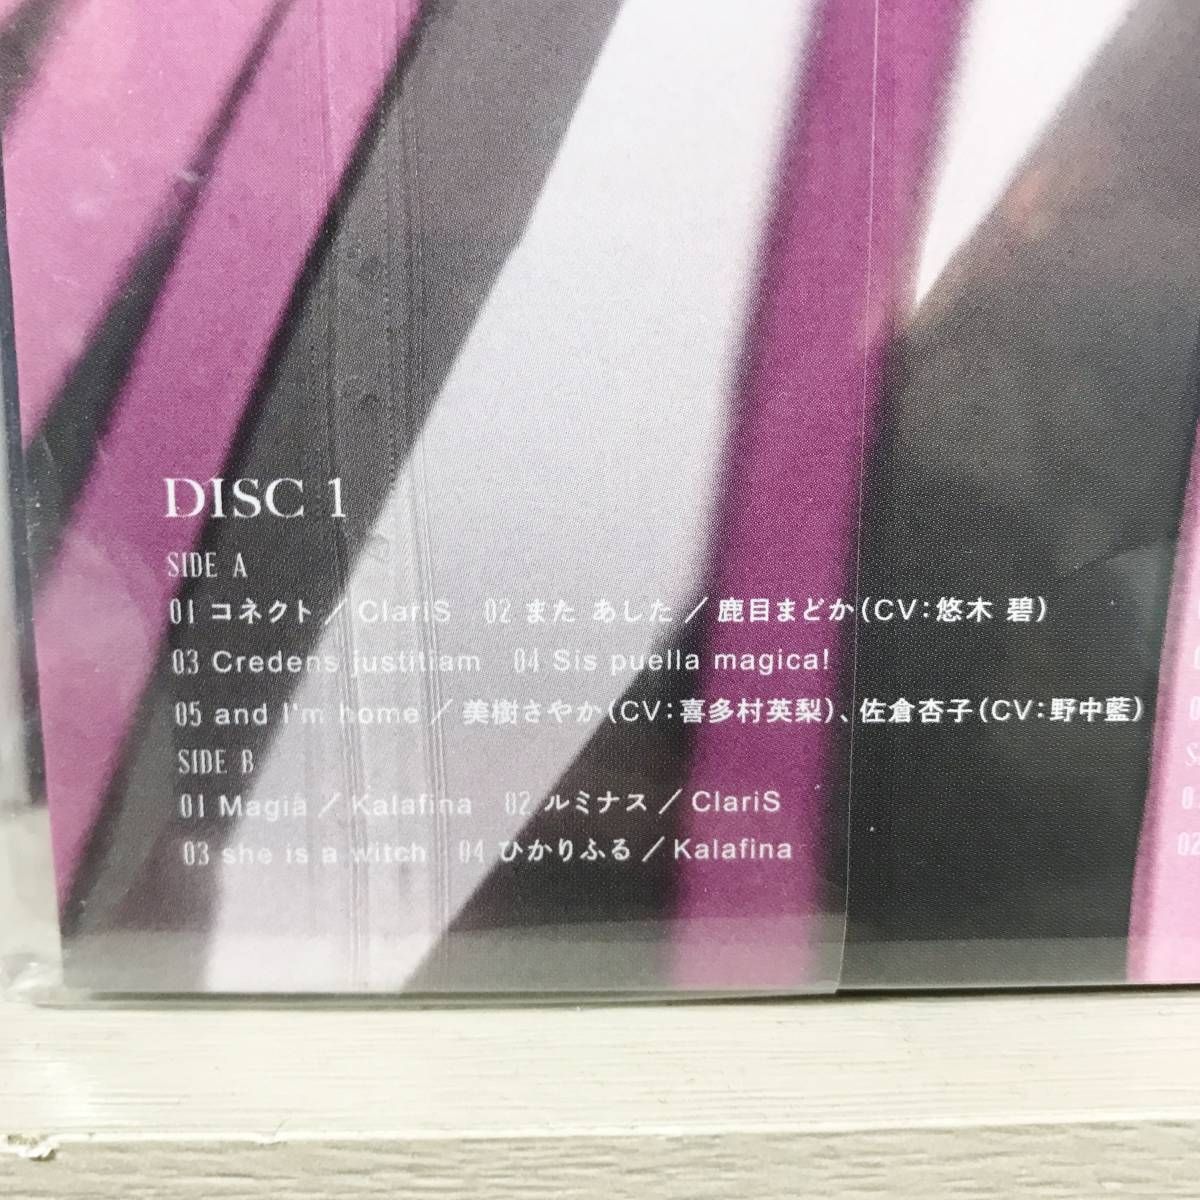 DISC 1
SIDE A
01 コネクト / ClariS 02 また あした / 鹿目まどか (CV:悠木 碧)
03 Credens justitiam 04 Sis puella magica!
05 and I'm home / 美樹さやか (CV:喜多村英梨)、佐倉杏子 (CV:野中藍)
SIDE B
01 Magia / Kalafina 02 ルミナス / ClariS
03 she is a witch 04 ひかりふる / Kalafina
02